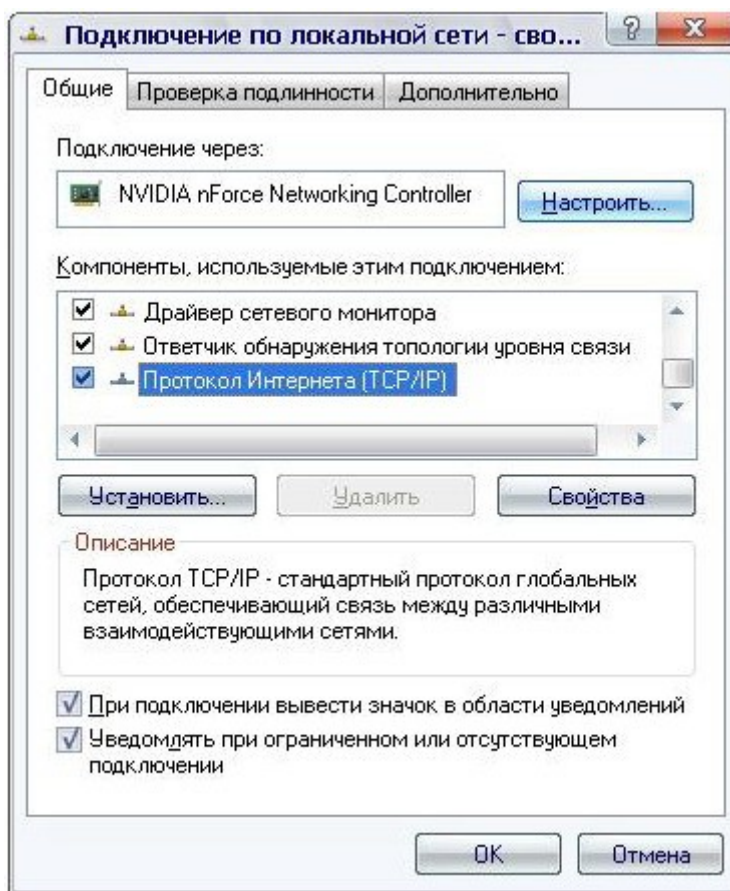 Подключение по локальной сети - сво...
Общие
Проверка подлинности
Дополнительно
Подключение через:
NVIDIA nForce Networking Controller
Настроить...
Компоненты, используемые этим подключением:
Драйвер сетевого монитора
Ответчик обнаружения топологии уровня связи
Протокол Интернета (TCP/IP)
Установить...
Удалить
Свойства
Описание
Протокол TCP/IP - стандартный протокол глобальных
сетей, обеспечивающий связь между различными
взаимодействующими сетями.
При подключении вывести значок в области уведомлений
Уведомлять при ограниченном или отсутствующем
подключении
OK
Отмена